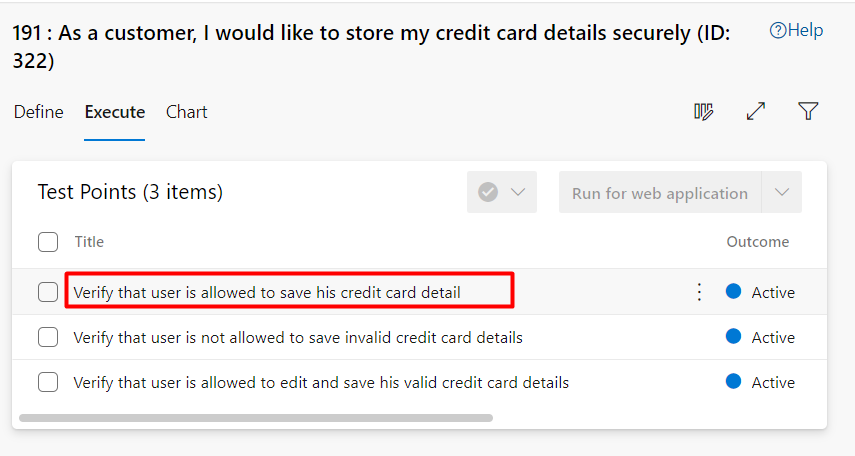 191 : As a customer, I would like to store my credit card details securely (ID: 322)
Help
Define Execute Chart
Test Points (3 items)
Run for web application
Title Outcome
Verify that user is allowed to save his credit card detail Active
Verify that user is not allowed to save invalid credit card details Active
Verify that user is allowed to edit and save his valid credit card details Active